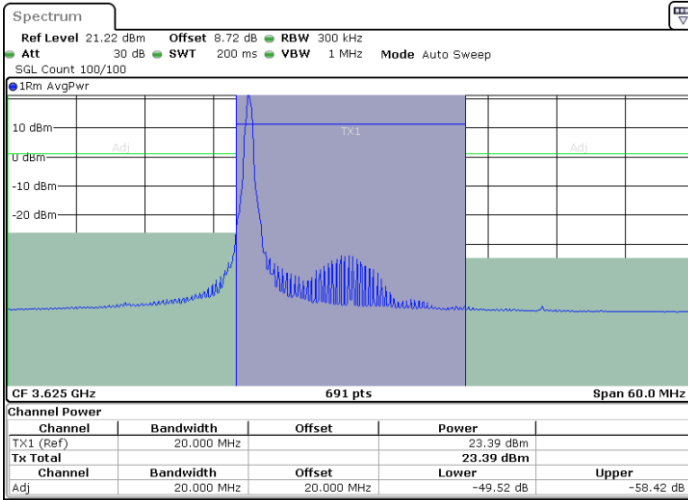 Spectrum
Ref Level 21.22 dBm Offset 8.72 dB RBW 300 kHz
Att 30 dB SWT 200 ms VBW 1 MHz Mode Auto Sweep
SGL Count 100/100
1Rm AvgPwr
10 dBm
TX1
Adj Adj
0 dBm
-10 dBm
-20 dBm
CF 3.625 GHz 691 pts Span 60.0 MHz
Channel Power
Channel Bandwidth Offset Power
TX1 (Ref) 20.000 MHz 23.39 dBm
Tx Total 23.39 dBm
Channel Bandwidth Offset Lower Upper
Adj 20.000 MHz 20.000 MHz -49.52 dB -58.42 dB